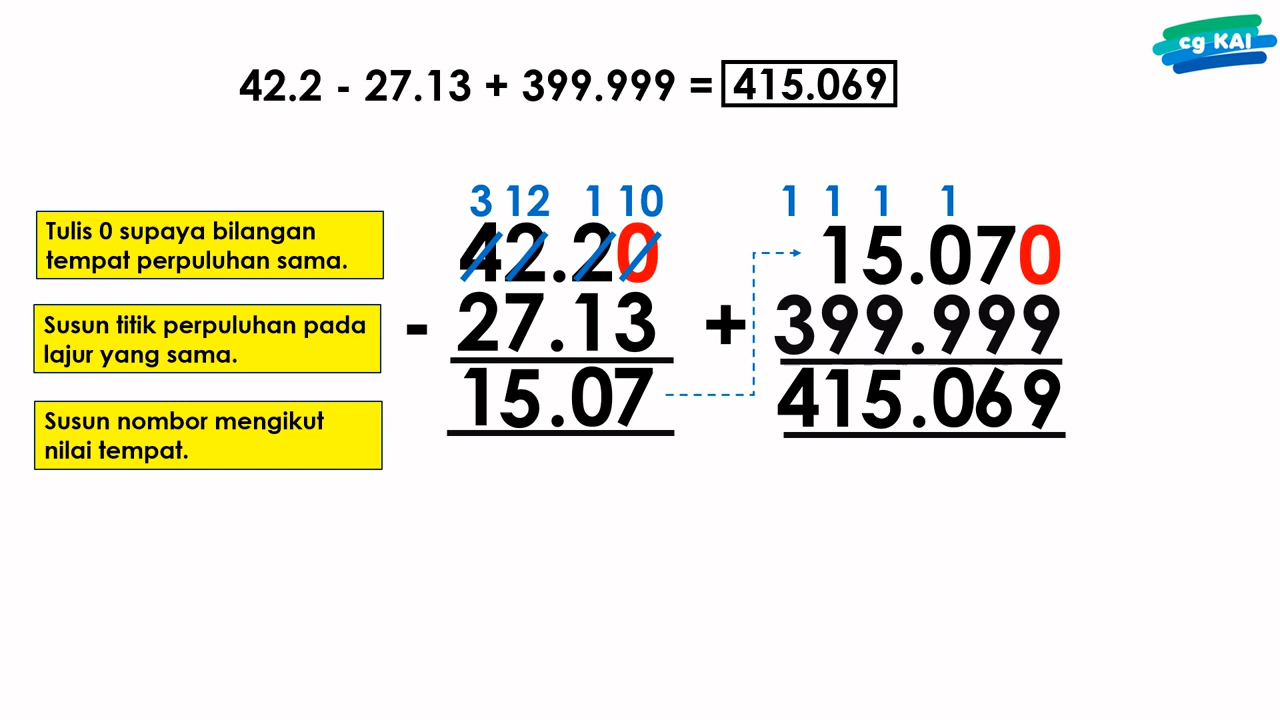 cg KAI
42.2 - 27.13 + 399.999 = 415.069
Tulis 0 supaya bilangan
tempat perpuluhan sama.
Susun titik perpuluhan pada
lajur yang sama.
Susun nombor mengikut
nilai tempat.
3 12 1 10
42.20
- 27.13
15.07
1 1 1 1
15.070
+ 399.999
415.069